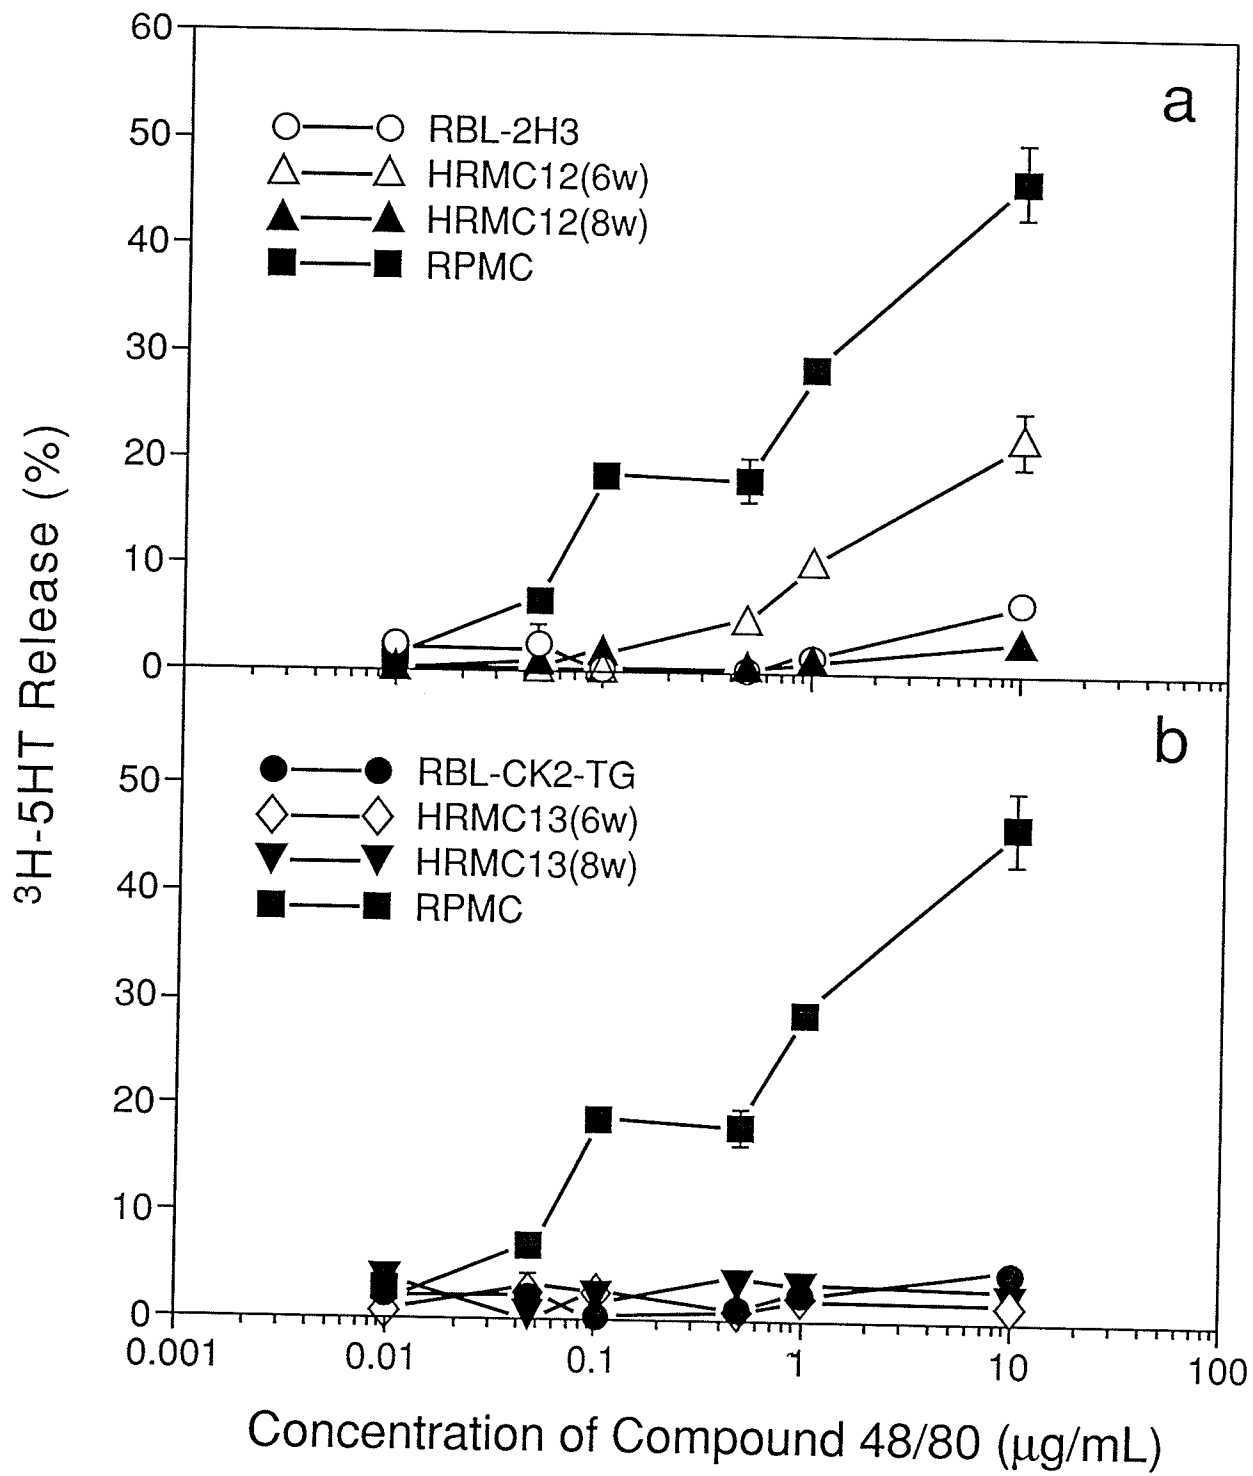 60
a
50
RBL-2H3
HRMC12(6w)
HRMC12(8w)
RPMC
40
30
20
10
0
b
50
RBL-CK2-TG
HRMC13(6w)
HRMC13(8w)
RPMC
40
30
20
10
0
0.001 0.01 0.1 1 10 100
³H-5HT Release (%)
Concentration of Compound 48/80 (μg/mL)